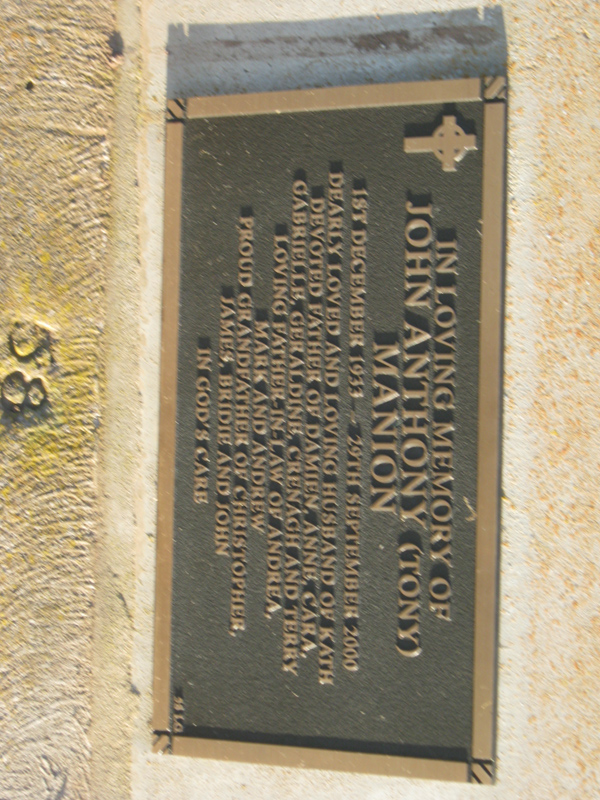 IN LOVING MEMORY OF
JOHN ANTHONY (TONY)
MANION
1ST DECEMBER 1933 - 29TH SEPTEMBER 2000
DEARLY LOVED AND LOVING HUSBAND OF KATH
DEVOTED FATHER OF DAMIEN, ANNE, CARA,
GABRIELLE, GERALDINE, GRENAGH AND TERRY
LOVING FATHER-IN-LAW OF ANDREA,
MARK AND ANDREW
PROUD GRANDFATHER OF CHRISTOPHER,
JAMES, BRIDIE AND JOHN
IN GOD'S CARE